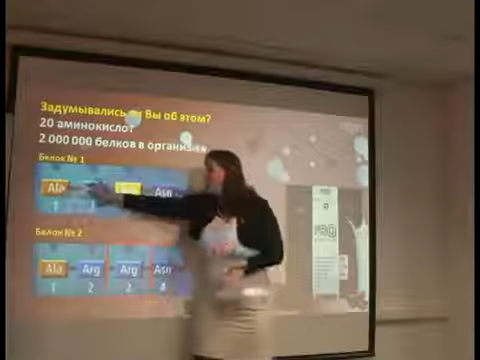 Задумывались ли Вы об этом?
20 аминокислот
2 000 000 белков в организме
Белок № 1
Ala Asn
1
Белок № 2
Ala Arg Arg Asn
1 2 3 4